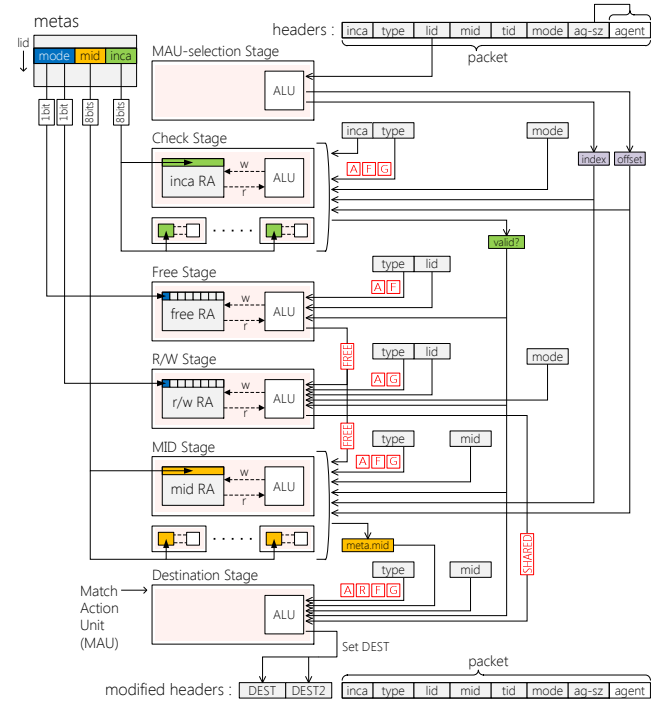 metas
headers :
inca type lid mid tid mode ag-sz agent
packet
lid
mode mid inca
1bit 1bit 8bits 8bits
MAU-selection Stage
ALU
inca type
mode
index offset
Check Stage
A F G
inca RA
w
r
ALU
valid?
type lid
Free Stage
A F
free RA
w
r
ALU
FREE
type lid
mode
R/W Stage
A G
r/w RA
w
r
ALU
FREE
type
mid
MID Stage
A F G
mid RA
w
r
ALU
meta.mid
SHARED
type
mid
Destination Stage
A R F G
Match
Action
Unit
(MAU)
ALU
Set DEST
packet
modified headers :
DEST DEST2
inca type lid mid tid mode ag-sz agent